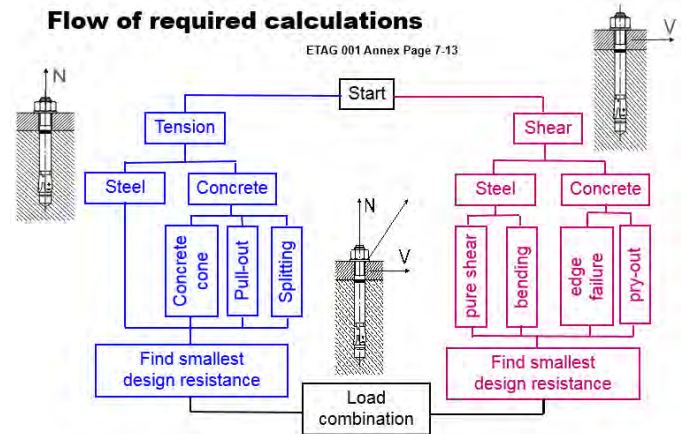 Flow of required calculations
ETAG 001 Annex Page 7-13
N
V
Start
Tension
Shear
Steel
Concrete
Steel
Concrete
N
V
Concrete
cone
Pull-out
Splitting
pure shear
bending
edge
failure
pry-out
Find smallest
design resistance
Find smallest
design resistance
Load
combination